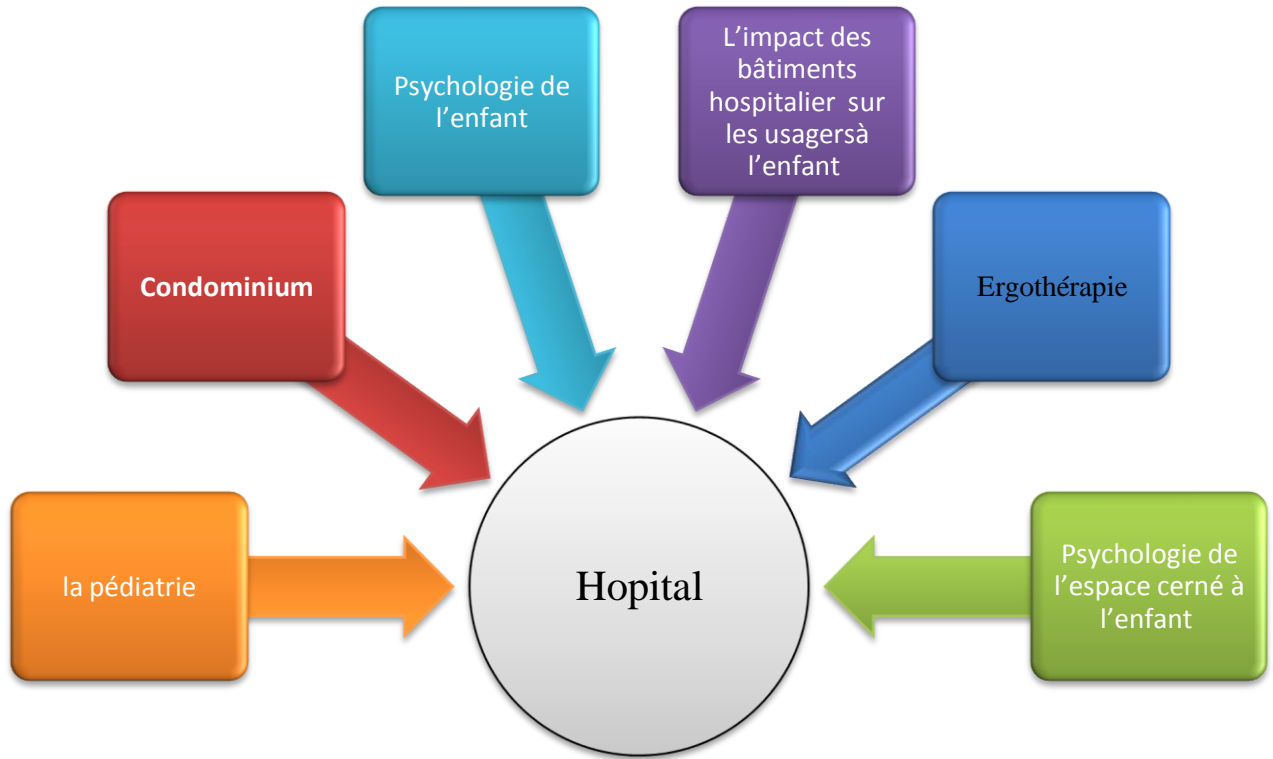 Psychologie de
l'enfant
L'impact des
bâtiments
hospitalier sur
les usagersà
l'enfant
Condominium
Ergothérapie
la pédiatrie
Hopital
Psychologie de
l'espace cerné à
l'enfant